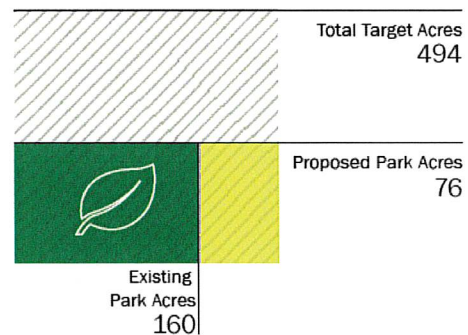 Total Target Acres
494
Proposed Park Acres
76
Existing
Park Acres
160